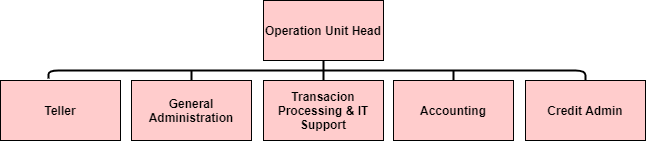 Operation Unit Head
Teller
General
Administration
Transacion
Processing & IT
Support
Accounting
Credit Admin